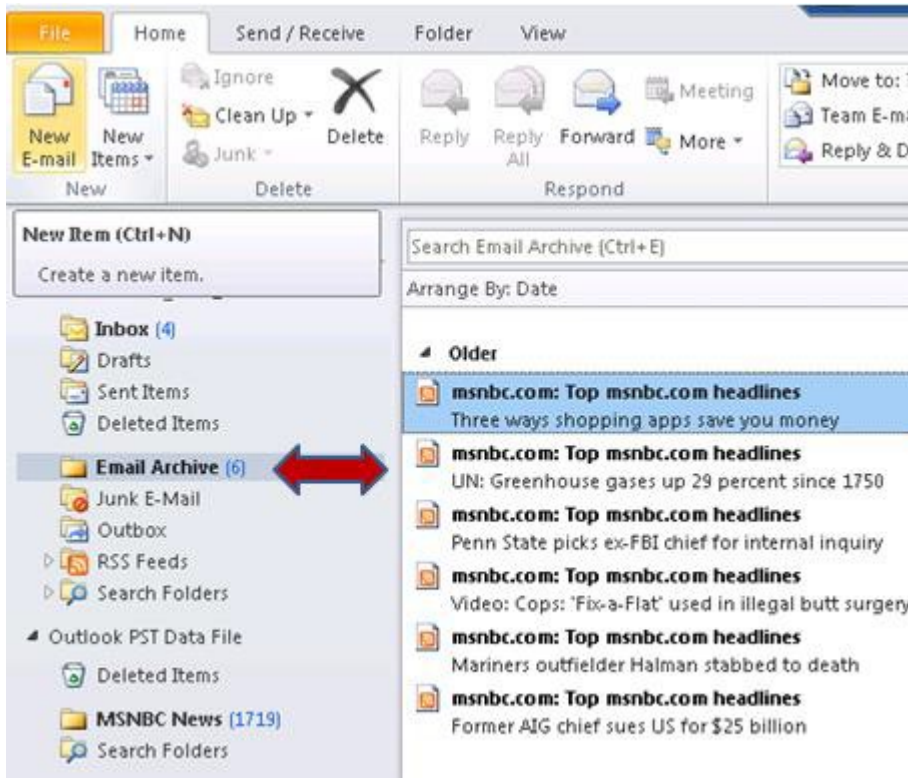 File Home Send / Receive Folder View
Ignore
Clean Up
Junk
Delete
New E-mail
New Items
Reply
Reply All
Forward
Meeting
More
Move to:
Team E-ma
Reply & D
New Delete Respond
New Item (Ctrl+N)
Create a new item.
Search Email Archive (Ctrl+E)
Arrange By: Date
Inbox (4)
Drafts
Sent Items
Deleted Items
Email Archive (6)
Junk E-Mail
Outbox
RSS Feeds
Search Folders
Outlook PST Data File
Deleted Items
MSNBC News (1719)
Search Folders
Older
msnbc.com: Top msnbc.com headlines
Three ways shopping apps save you money
msnbc.com: Top msnbc.com headlines
UN: Greenhouse gases up 29 percent since 1750
msnbc.com: Top msnbc.com headlines
Penn State picks ex-FBI chief for internal inquiry
msnbc.com: Top msnbc.com headlines
Video: Cops: 'Fix-a-Flat' used in illegal butt surgery
msnbc.com: Top msnbc.com headlines
Mariners outfielder Halman stabbed to death
msnbc.com: Top msnbc.com headlines
Former AIG chief sues US for $25 billion